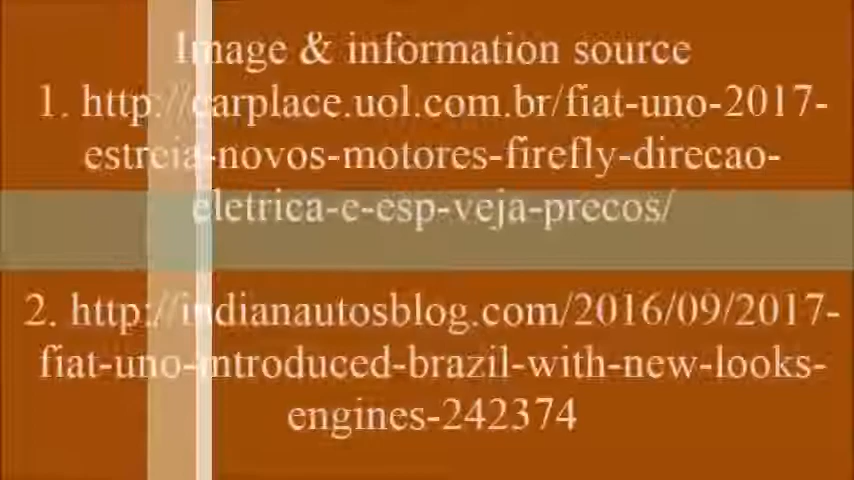 Image & information source
1. http://carplace.uol.com.br/fiat-uno-2017-
estreia-novos-motores-firefly-direcao-
eletrica-e-esp-veja-precos/
2. http://indianautosblog.com/2016/09/2017-
fiat-uno-introduced-brazil-with-new-looks-
engines-242374